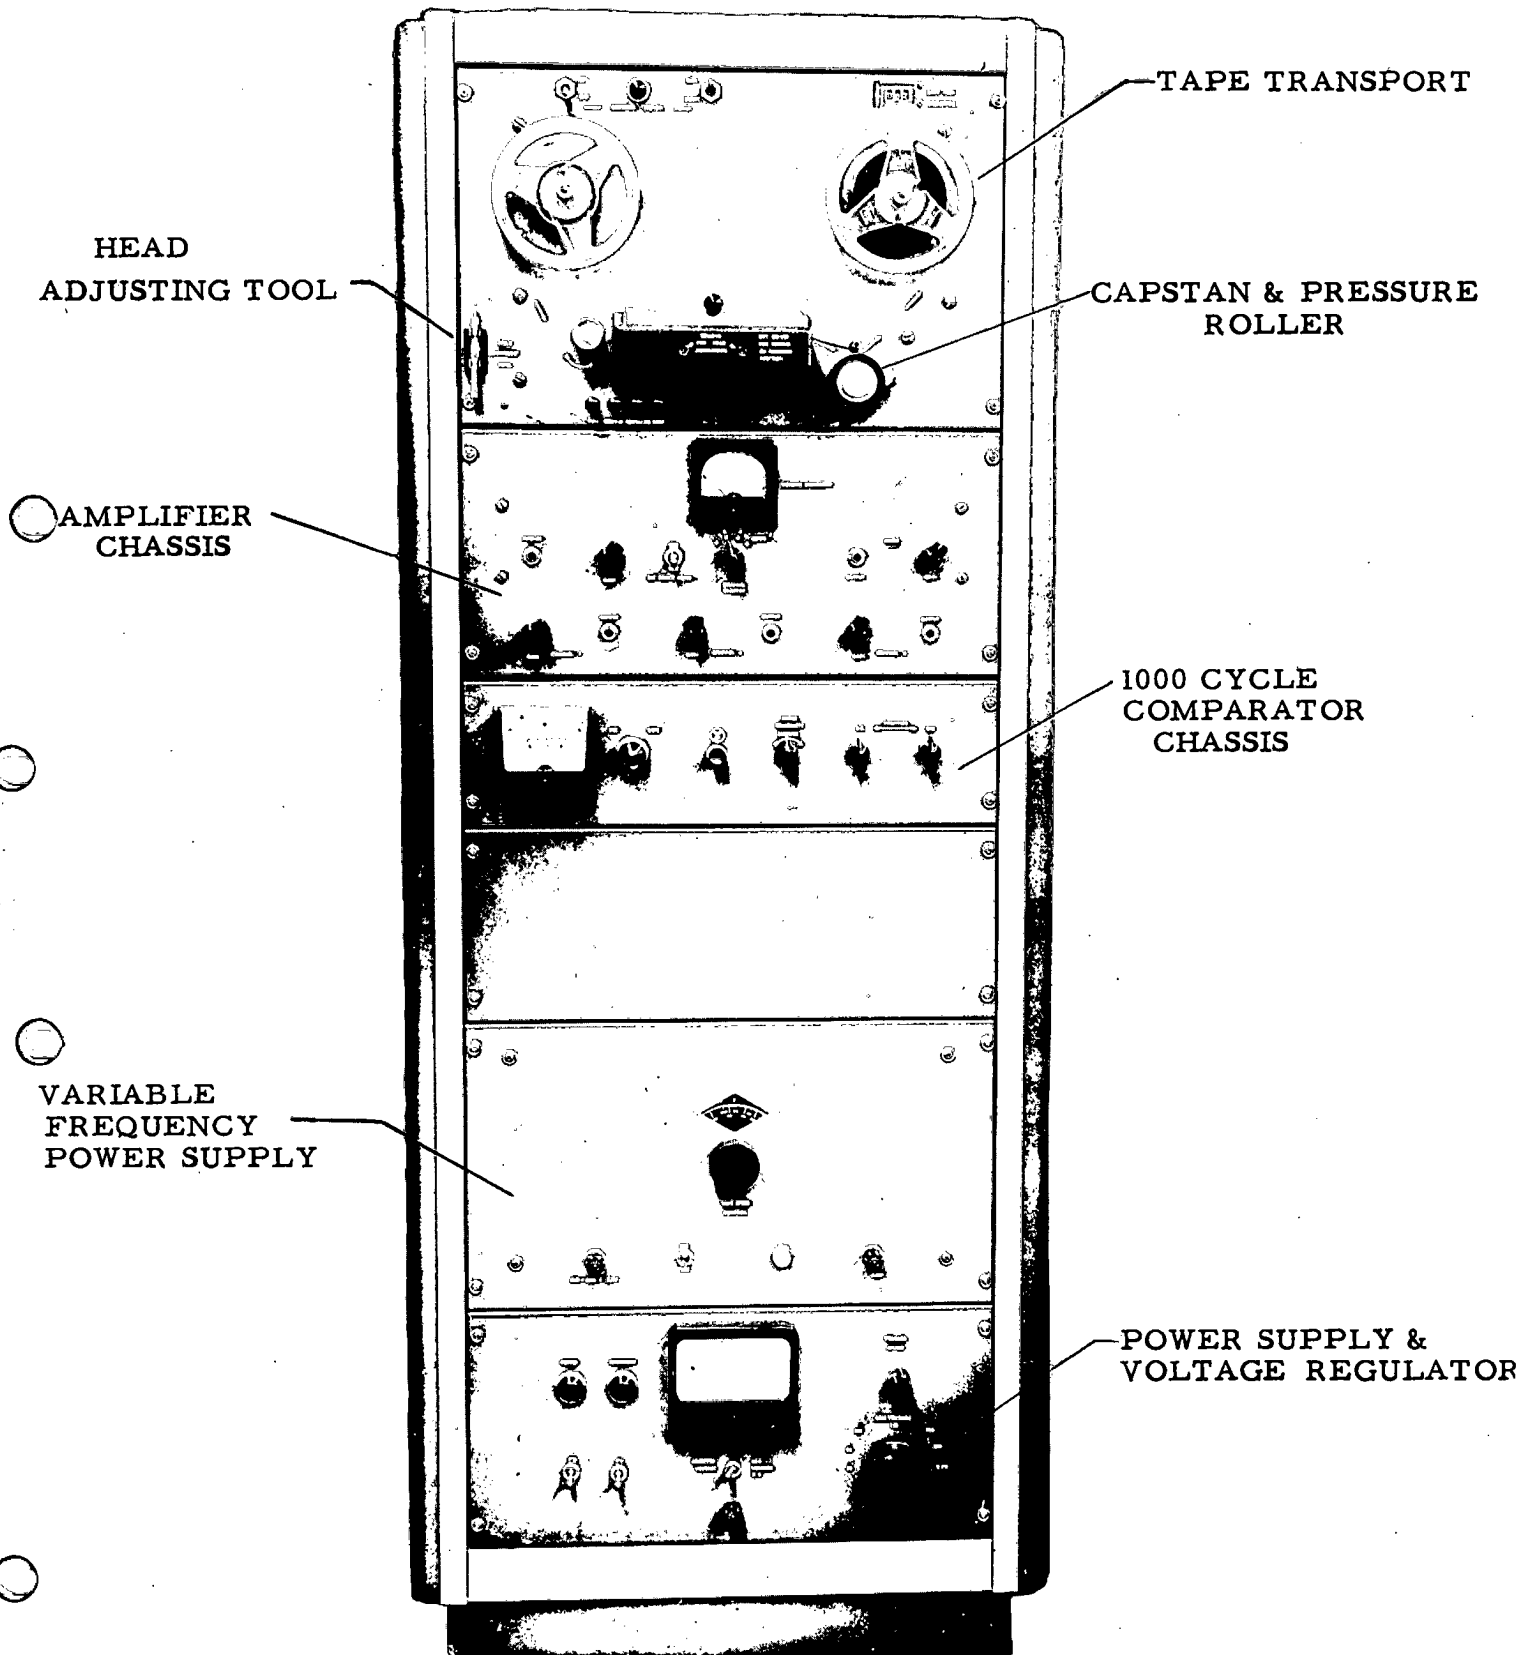 TAPE TRANSPORT
HEAD
ADJUSTING TOOL
CAPSTAN & PRESSURE
ROLLER
AMPLIFIER
CHASSIS
1000 CYCLE
COMPARATOR
CHASSIS
VARIABLE
FREQUENCY
POWER SUPPLY
POWER SUPPLY &
VOLTAGE REGULATOR